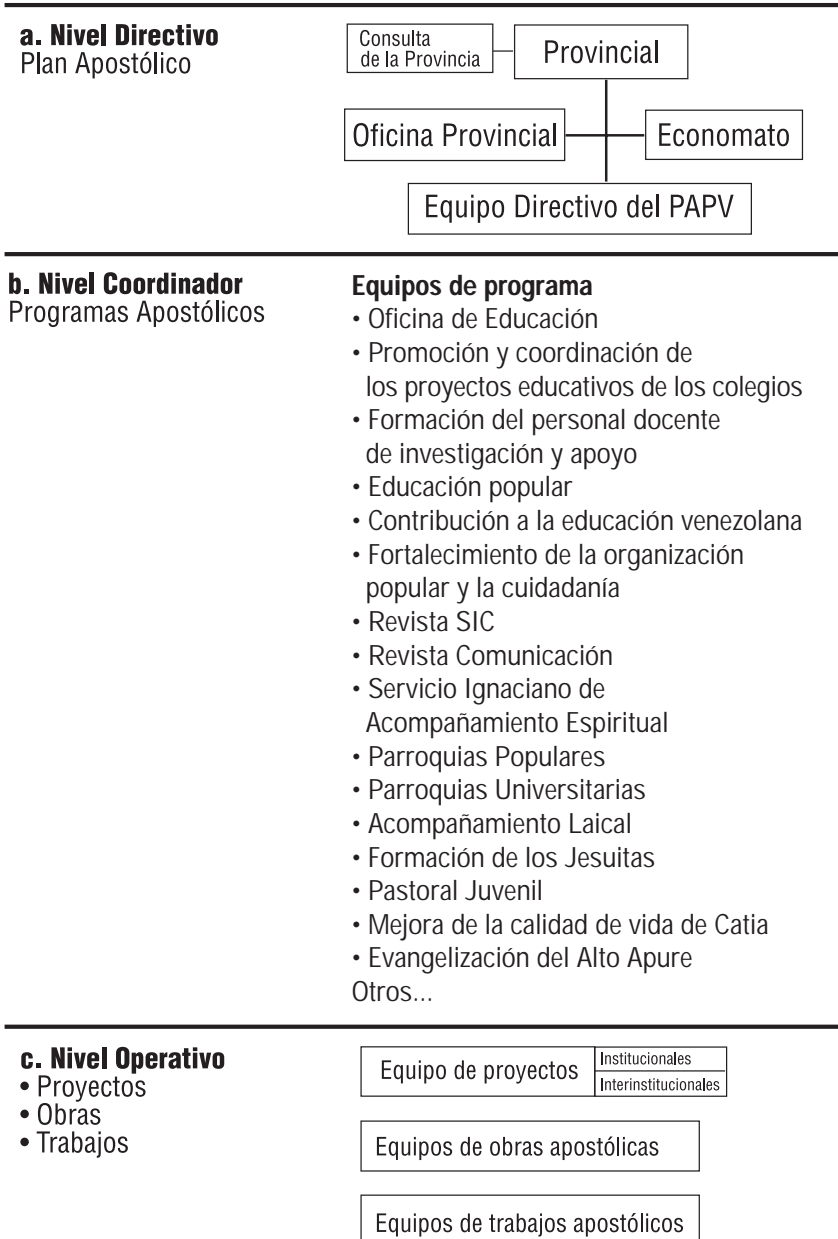 a. Nivel Directivo
Plan Apostólico
Consulta
de la Provincia
Provincial
Oficina Provincial
Economato
Equipo Directivo del PAPV
b. Nivel Coordinador
Programas Apostólicos
Equipos de programa
• Oficina de Educación
• Promoción y coordinación de
los proyectos educativos de los colegios
• Formación del personal docente
de investigación y apoyo
• Educación popular
• Contribución a la educación venezolana
• Fortalecimiento de la organización
popular y la cuidadanía
• Revista SIC
• Revista Comunicación
• Servicio Ignaciano de
Acompañamiento Espiritual
• Parroquias Populares
• Parroquias Universitarias
• Acompañamiento Laical
• Formación de los Jesuitas
• Pastoral Juvenil
• Mejora de la calidad de vida de Catia
• Evangelización del Alto Apure
Otros...
c. Nivel Operativo
• Proyectos
• Obras
• Trabajos
Equipo de proyectos
Institucionales
Interinstitucionales
Equipos de obras apostólicas
Equipos de trabajos apostólicos